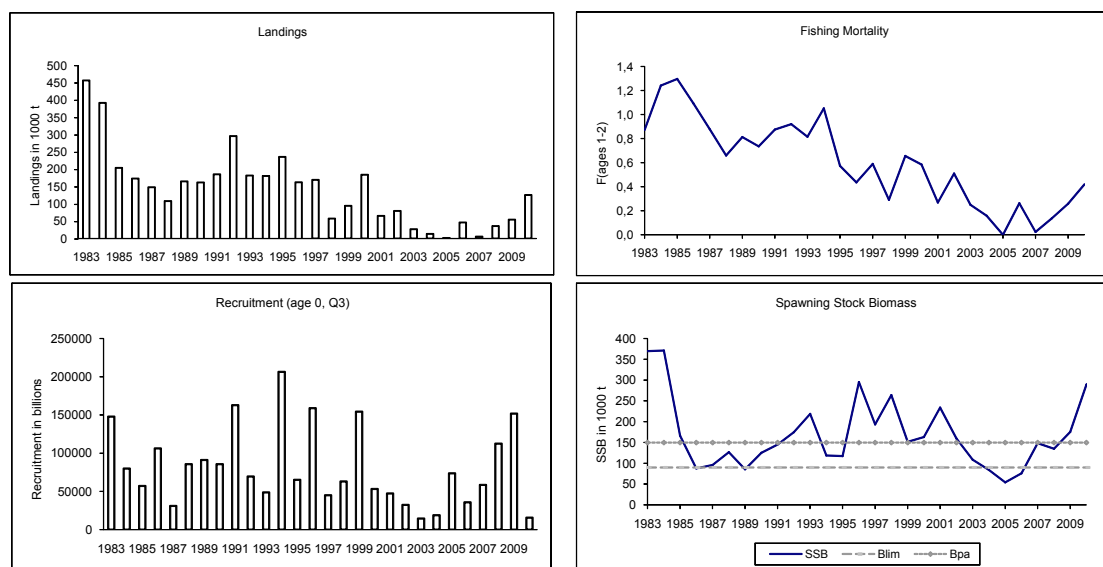 Landings
Landings in 1000 t
500
450
400
350
300
250
200
150
100
50
0
1983 1985 1987 1989 1991 1993 1995 1997 1999 2001 2003 2005 2007 2009
Fishing Mortality
F(ages 1-2)
1,4
1,2
1,0
0,8
0,6
0,4
0,2
0,0
1983 1985 1987 1989 1991 1993 1995 1997 1999 2001 2003 2005 2007 2009
Recruitment (age 0, Q3)
Recruitment in billions
250000
200000
150000
100000
50000
0
1983 1985 1987 1989 1991 1993 1995 1997 1999 2001 2003 2005 2007 2009
Spawning Stock Biomass
SSB in 1000 t
400
350
300
250
200
150
100
50
0
1983 1985 1987 1989 1991 1993 1995 1997 1999 2001 2003 2005 2007 2009
SSB Blim Bpa